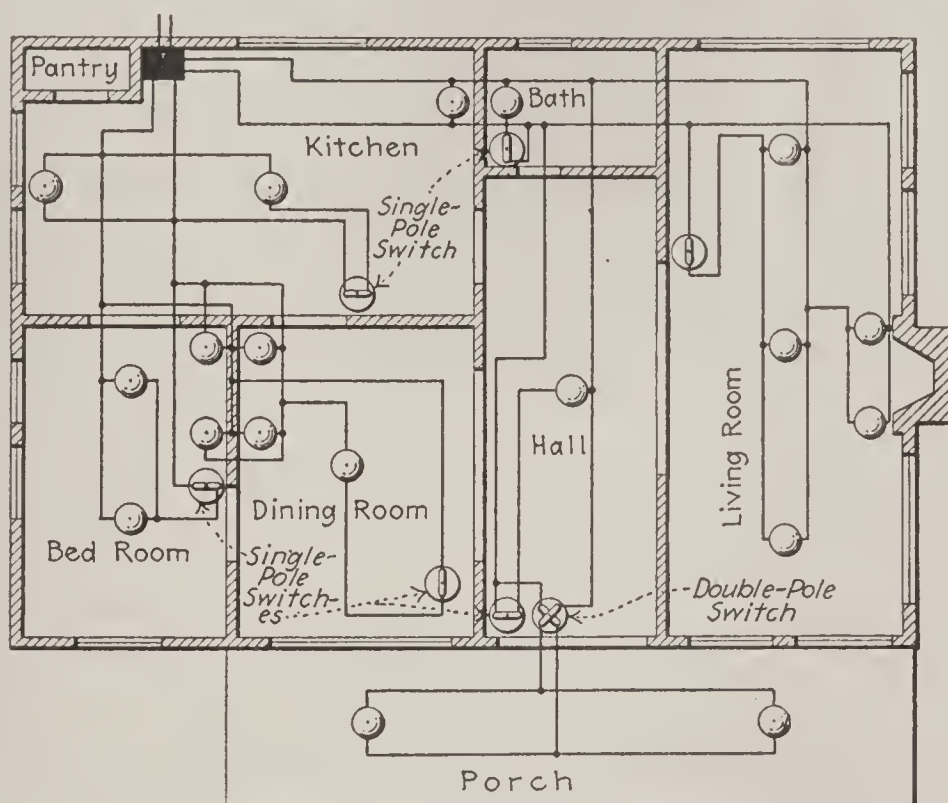 Pantry
Bath
Kitchen
Single-
Pole
Switch
Hall
Living Room
Dining Room
Bed Room
Single-
Pole
Switch-
es
Double-Pole
Switch
Porch